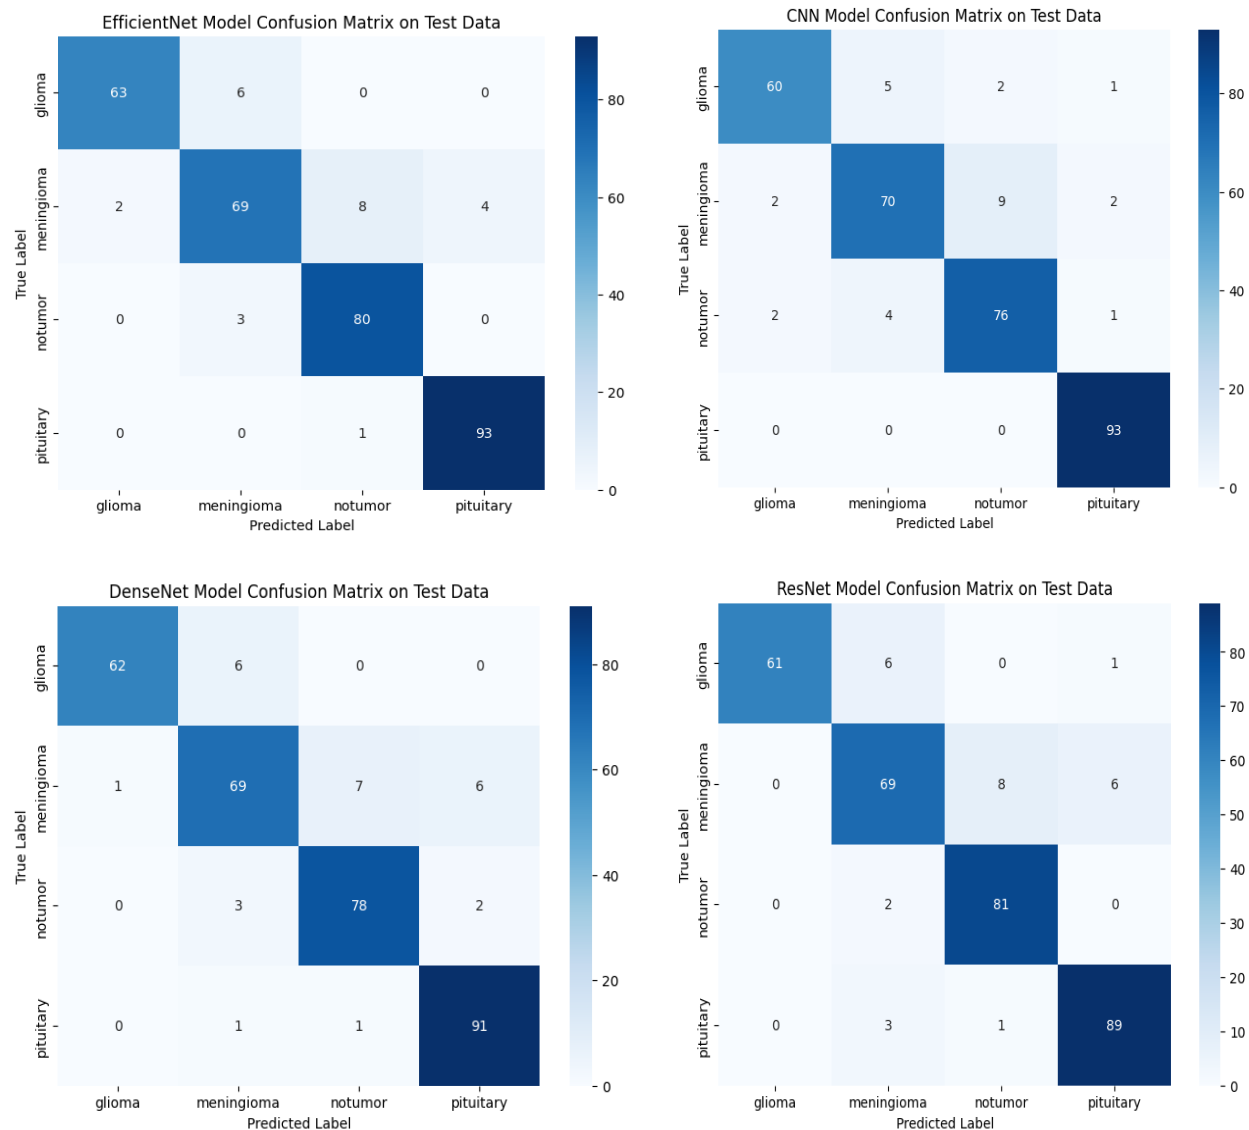 EfficientNet Model Confusion Matrix on Test Data
True Label
glioma 63 6 0 0
meningioma 2 69 8 4
notumor 0 3 80 0
pituitary 0 0 1 93
glioma meningioma notumor pituitary
Predicted Label
80
60
40
20
0
CNN Model Confusion Matrix on Test Data
True Label
glioma 60 5 2 1
meningioma 2 70 9 2
notumor 2 4 76 1
pituitary 0 0 0 93
glioma meningioma notumor pituitary
Predicted Label
80
60
40
20
0
DenseNet Model Confusion Matrix on Test Data
True Label
glioma 62 6 0 0
meningioma 1 69 7 6
notumor 0 3 78 2
pituitary 0 1 1 91
glioma meningioma notumor pituitary
Predicted Label
80
60
40
20
0
ResNet Model Confusion Matrix on Test Data
True Label
glioma 61 6 0 1
meningioma 0 69 8 6
notumor 0 2 81 0
pituitary 0 3 1 89
glioma meningioma notumor pituitary
Predicted Label
80
70
60
50
40
30
20
10
0